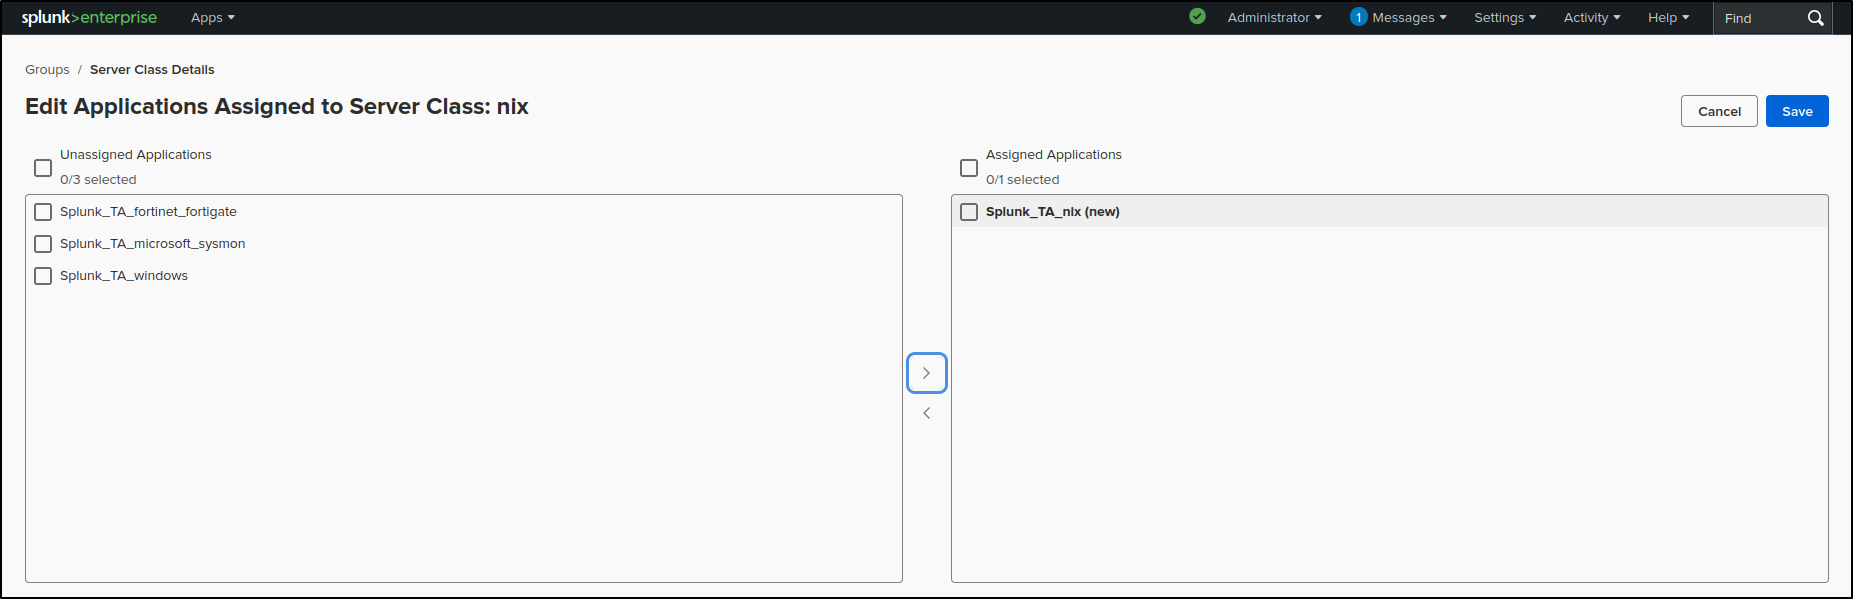 splunk>enterprise Apps Administrator 1 Messages Settings Activity Help Find
Groups / Server Class Details
Edit Applications Assigned to Server Class: nix
Cancel Save
Unassigned Applications
0/3 selected
Splunk_TA_fortinet_fortigate
Splunk_TA_microsoft_sysmon
Splunk_TA_windows
Assigned Applications
0/1 selected
Splunk_TA_nix (new)